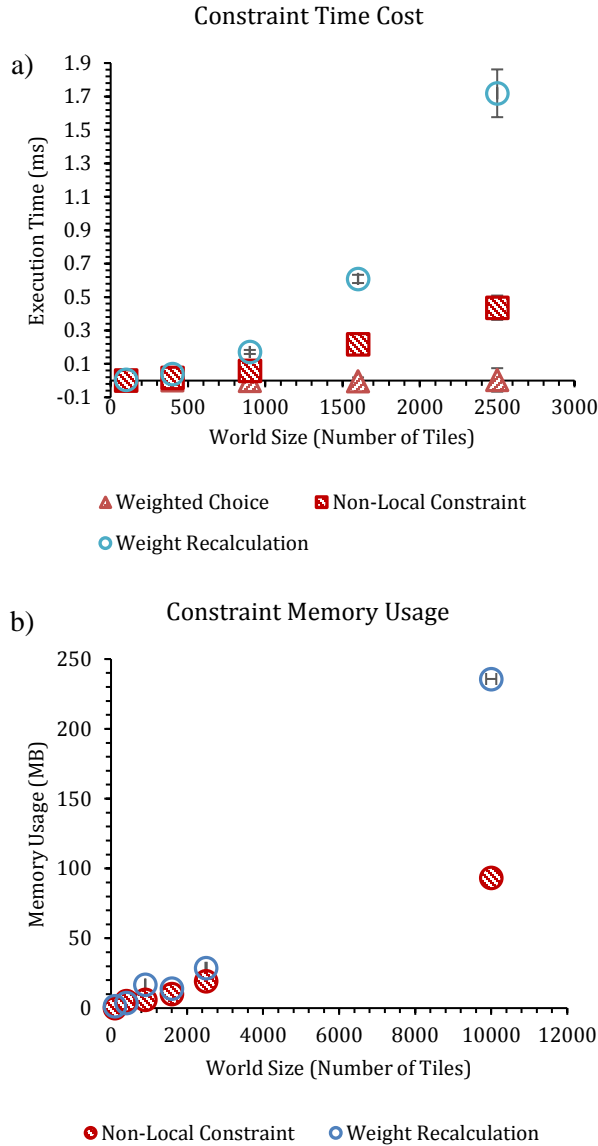 Constraint Time Cost
a)
1.9
1.7
1.5
1.3
1.1
0.9
0.7
0.5
0.3
0.1
-0.1
Execution Time (ms)
0 500 1000 1500 2000 2500 3000
World Size (Number of Tiles)
Weighted Choice Non-Local Constraint
Weight Recalculation
Constraint Memory Usage
b)
250
200
150
100
50
0
Memory Usage (MB)
0 2000 4000 6000 8000 10000 12000
World Size (Number of Tiles)
Non-Local Constraint Weight Recalculation